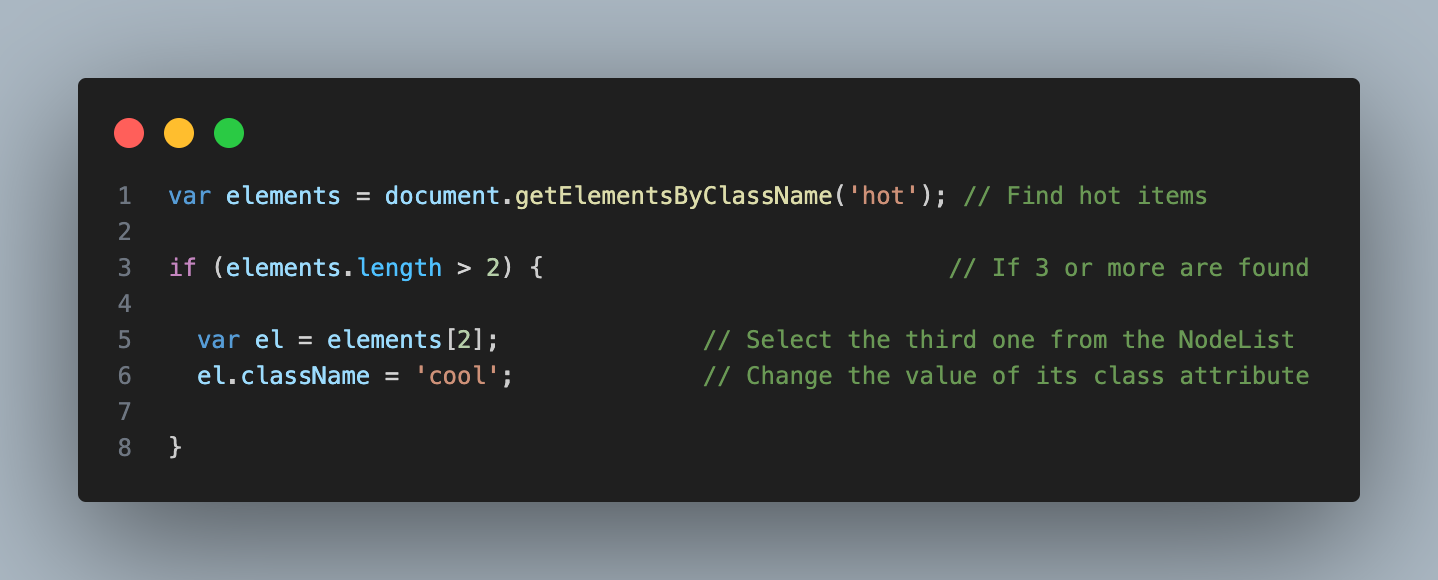 1 var elements = document.getElementsByClassName('hot'); // Find hot items
2
3 if (elements.length > 2) { // If 3 or more are found
4
5 var el = elements[2]; // Select the third one from the NodeList
6 el.className = 'cool'; // Change the value of its class attribute
7
8 }